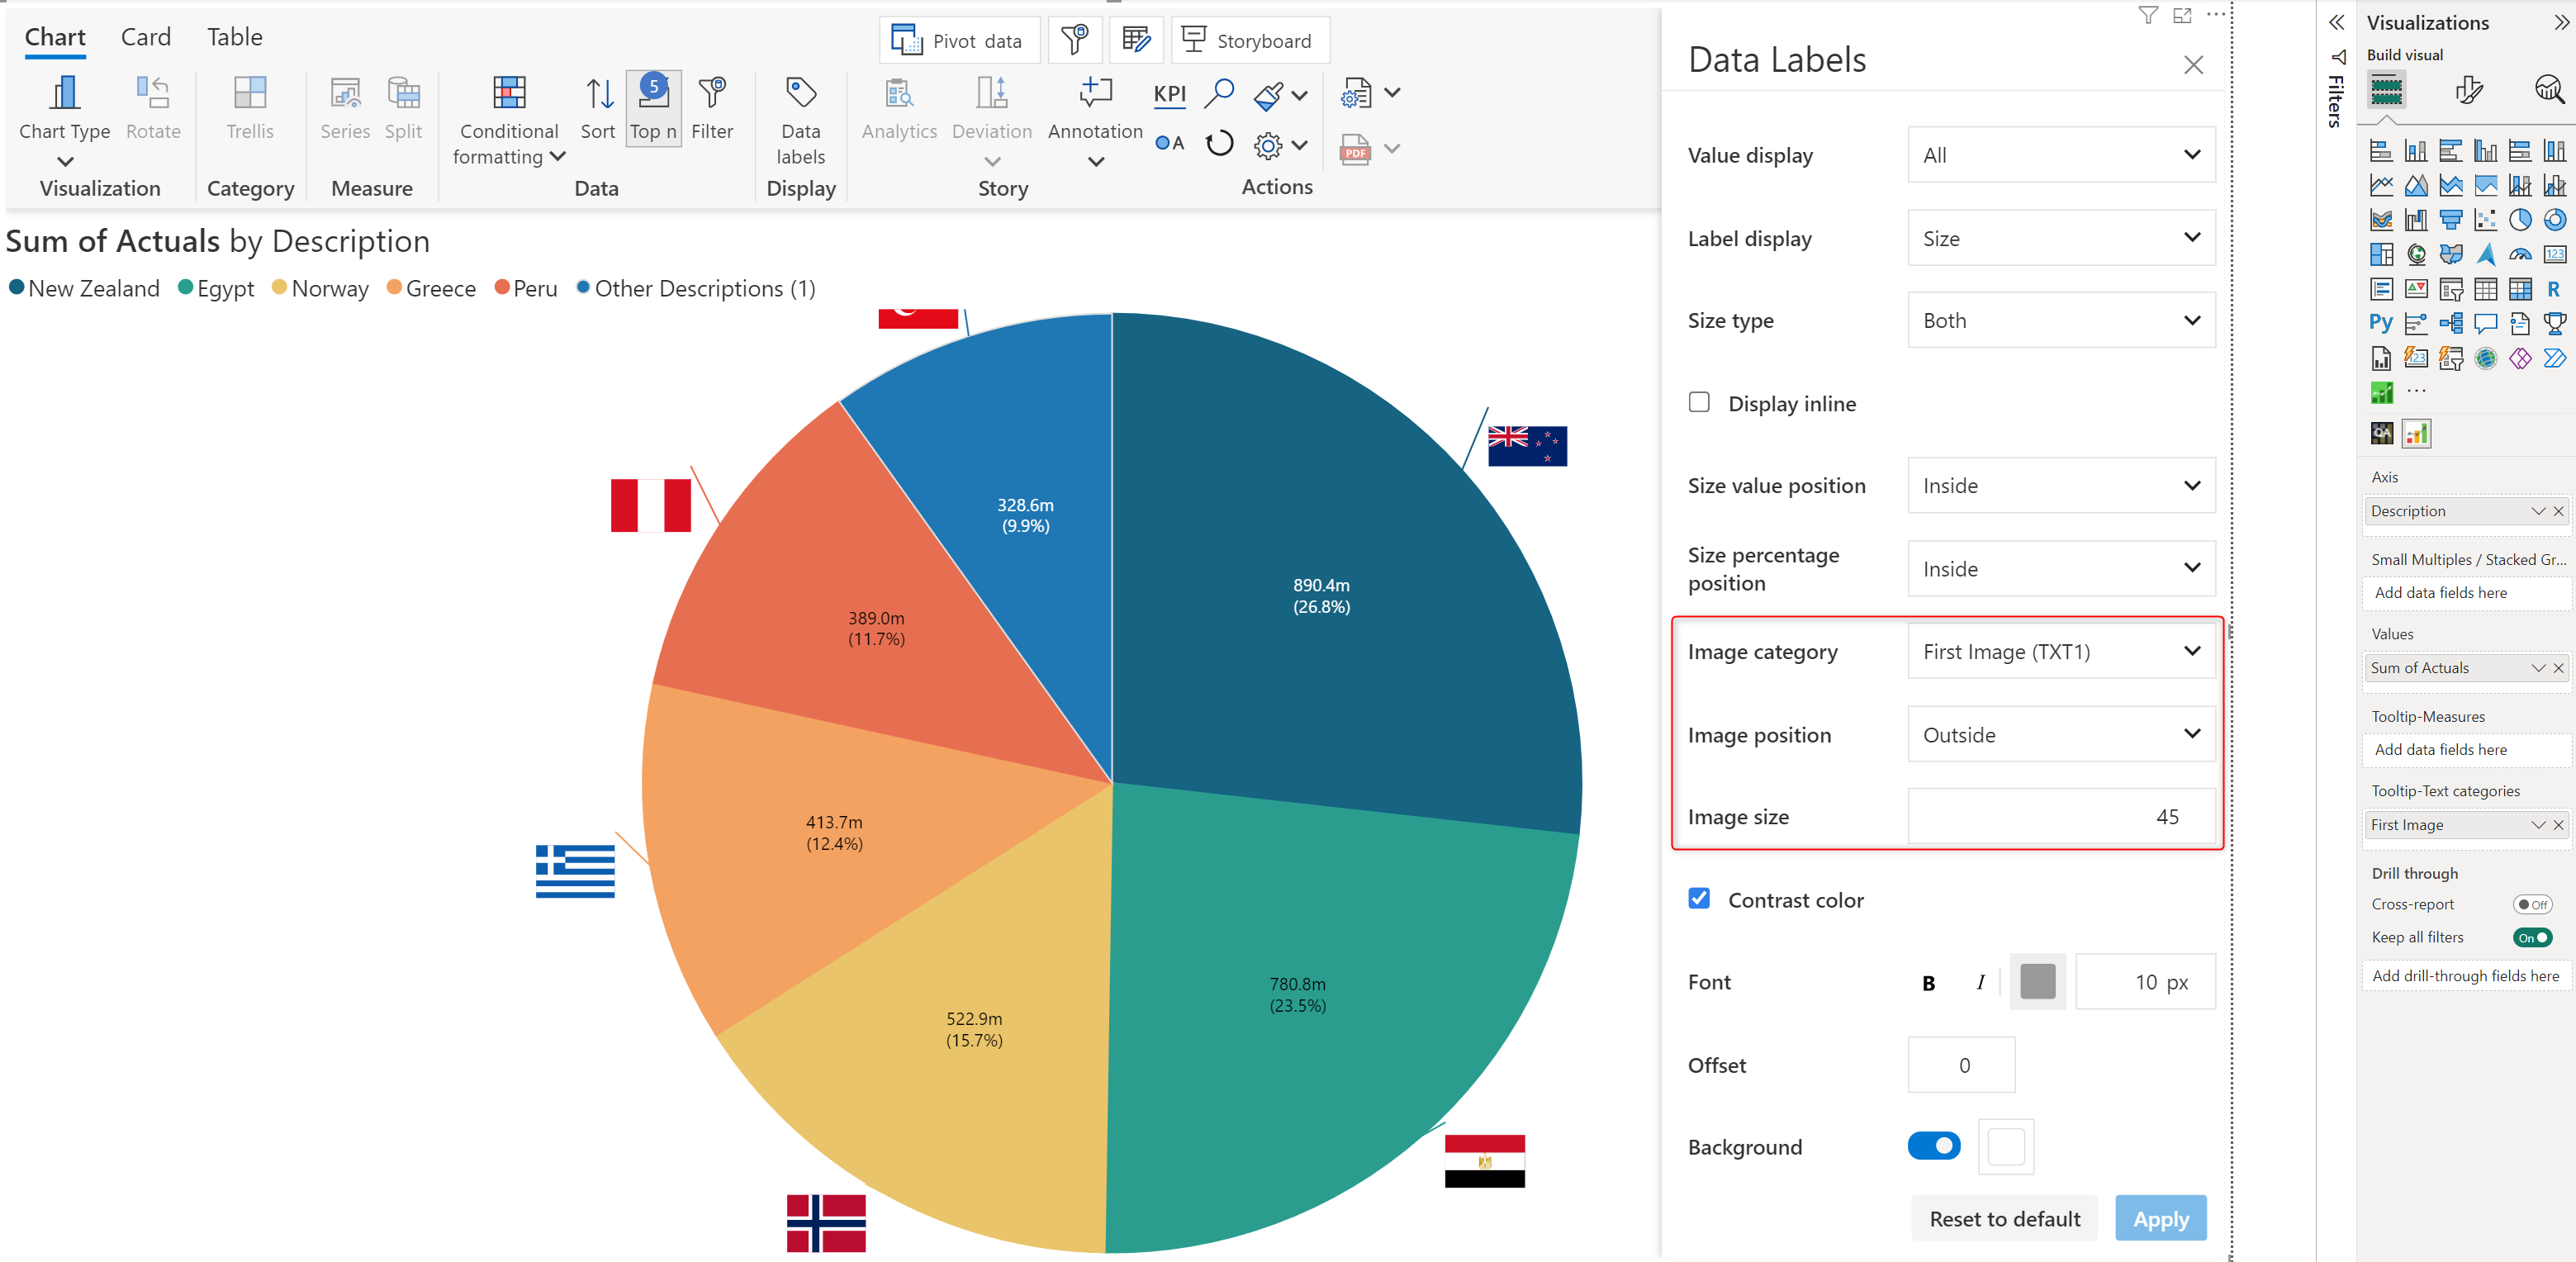 Chart Card Table
Pivot data
Storyboard
Chart Type
Rotate
Trellis
Series
Split
Conditional
formatting
Sort
5
Top n
Filter
Data
labels
Analytics
Deviation
Annotation
KPI
A
PDF
Visualization
Category
Measure
Data
Display
Story
Actions
Sum of Actuals by Description
New Zealand Egypt Norway Greece Peru Other Descriptions (1)
328.6m
(9.9%)
890.4m
(26.8%)
389.0m
(11.7%)
413.7m
(12.4%)
780.8m
(23.5%)
522.9m
(15.7%)
Data Labels
Value display All
Label display Size
Size type Both
Display inline
Size value position Inside
Size percentage
position
Inside
Image category First Image (TXT1)
Image position Outside
Image size 45
Contrast color
Font B I 10 px
Offset 0
Background
Reset to default Apply
Filters
Visualizations
Build visual
123
R
Py
123
QA
Axis
Description
Small Multiples / Stacked Gr...
Add data fields here
Values
Sum of Actuals
Tooltip-Measures
Add data fields here
Tooltip-Text categories
First Image
Drill through
Cross-report Off
Keep all filters On
Add drill-through fields here